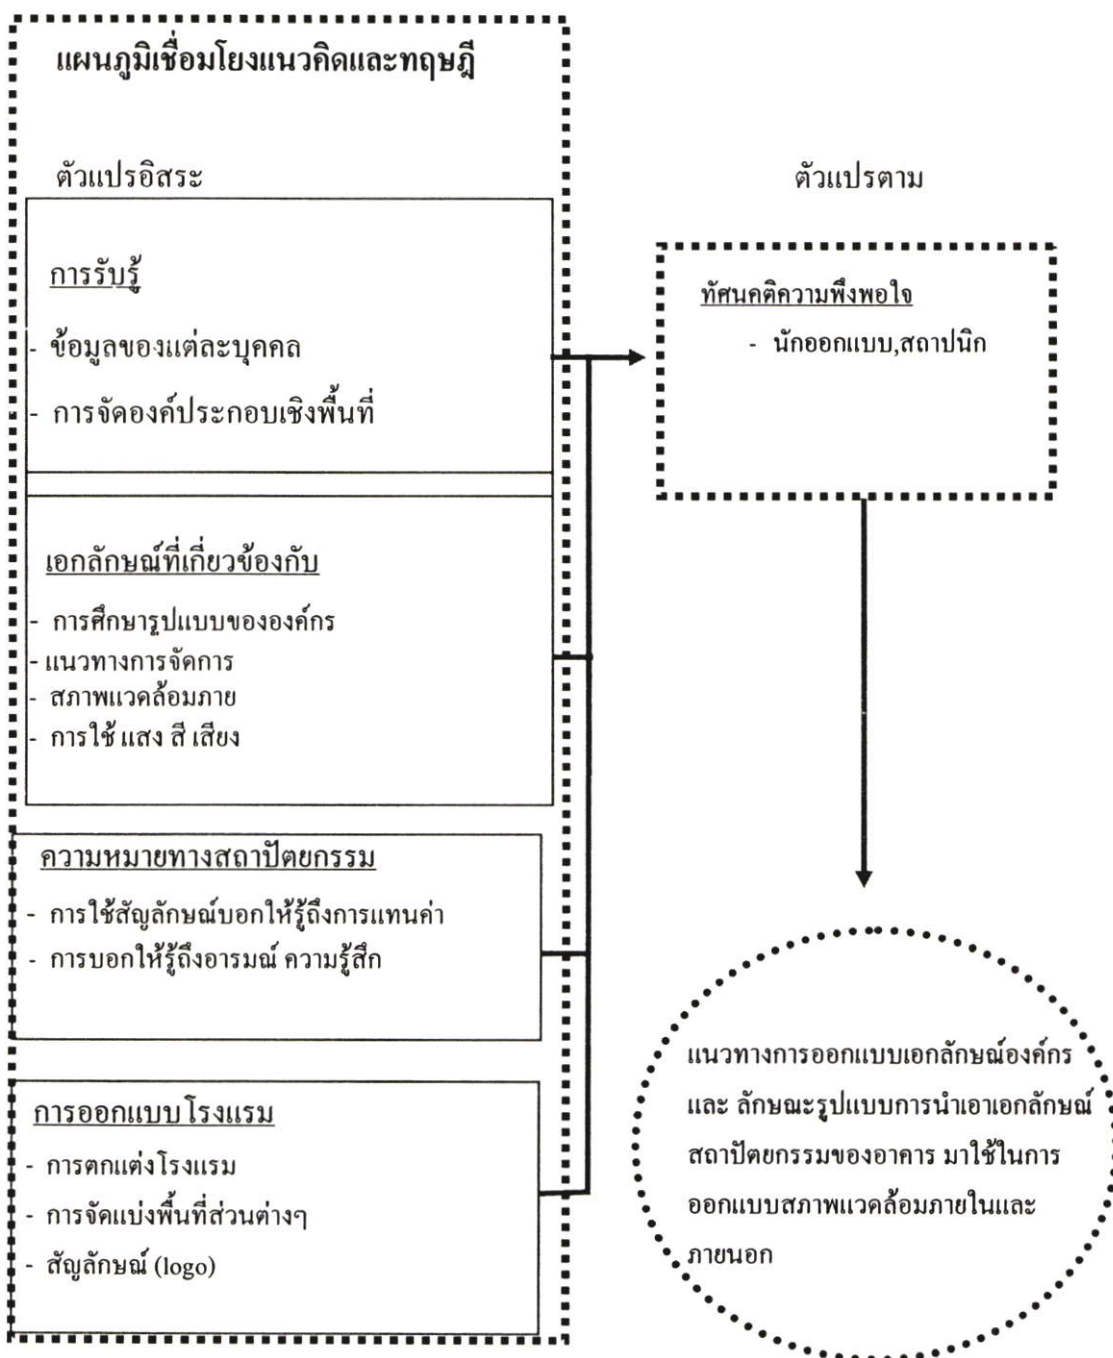 แผนภูมิเชื่อมโยงแนวคิดและทฤษฎี
ตัวแปรอิสระ
การรับรู้
- ข้อมูลของแต่ละบุคคล
- การจัดองค์ประกอบเชิงพื้นที่
เอกลักษณ์ที่เกี่ยวข้องกับ
- การศึกษารูปแบบขององค์กร
- แนวทางการจัดการ
- สภาพแวดล้อมภาย
- การใช้ แสง สี เสียง
ความหมายทางสถาปัตยกรรม
- การใช้สัญลักษณ์บอกให้รู้ถึงการแทนค่า
- การบอกให้รู้ถึงอารมณ์ ความรู้สึก
การออกแบบโรงแรม
- การตกแต่งโรงแรม
- การจัดแบ่งพื้นที่ส่วนต่างๆ
- สัญลักษณ์ (logo)
ตัวแปรตาม
ทัศนคติความพึงพอใจ
- นักออกแบบ,สถาปนิก
แนวทางการออกแบบเอกลักษณ์องค์กร
และ ลักษณะรูปแบบการนำเอาเอกลักษณ์
สถาปัตยกรรมของอาคาร มาใช้ในการ
ออกแบบสภาพแวดล้อมภายในและ
ภายนอก